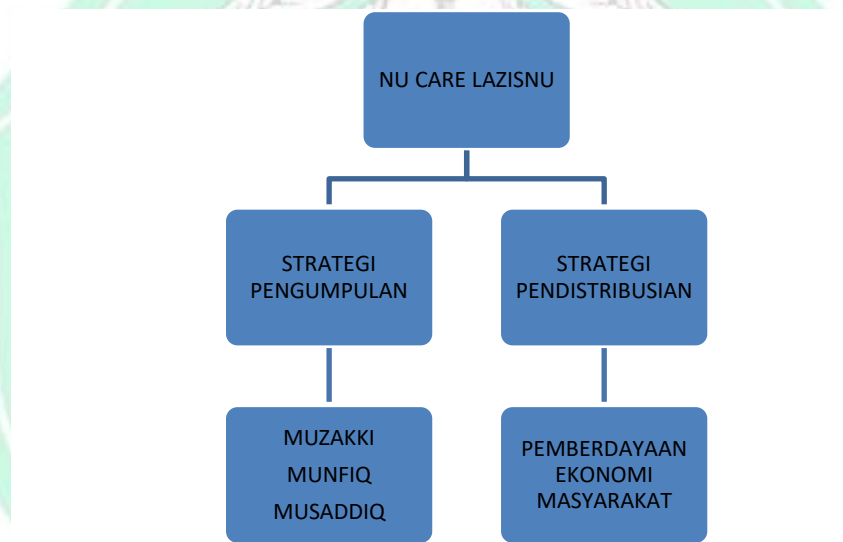 NU CARE LAZISNU
STRATEGI
PENGUMPULAN
STRATEGI
PENDISTRIBUSIAN
MUZAKKI
MUNFIQ
MUSADDIQ
PEMBERDAYAAN
EKONOMI
MASYARAKAT